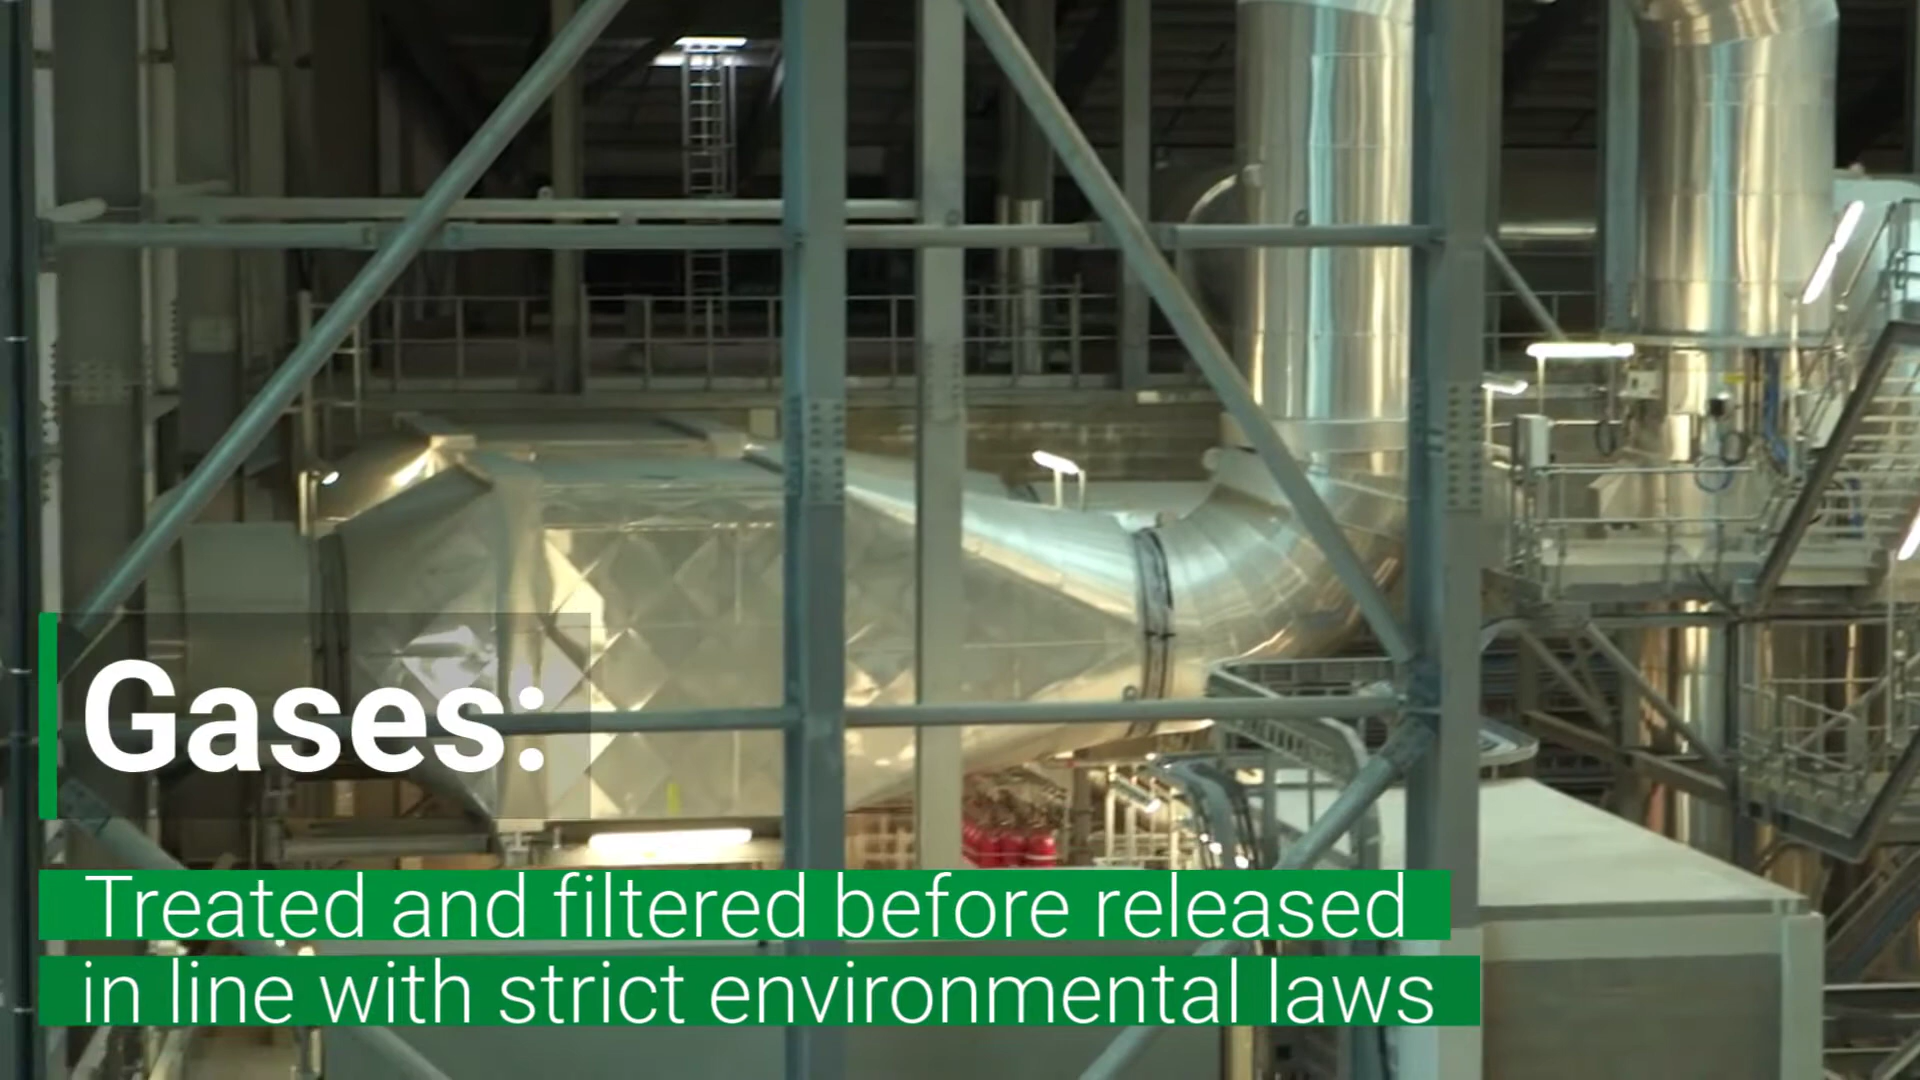 Gases:
Treated and filtered before released
in line with strict environmental laws